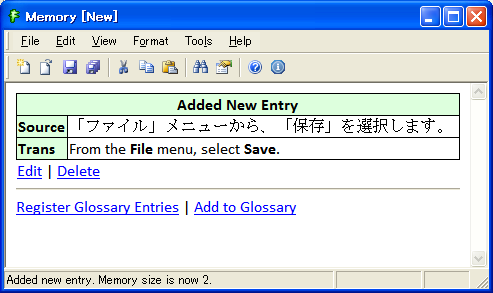 Memory [New]
File Edit View Format Tools Help
Added New Entry
Source 「ファイル」メニューから、「保存」を選択します。
Trans From the File menu, select Save.
Edit | Delete
Register Glossary Entries | Add to Glossary
Added new entry. Memory size is now 2.